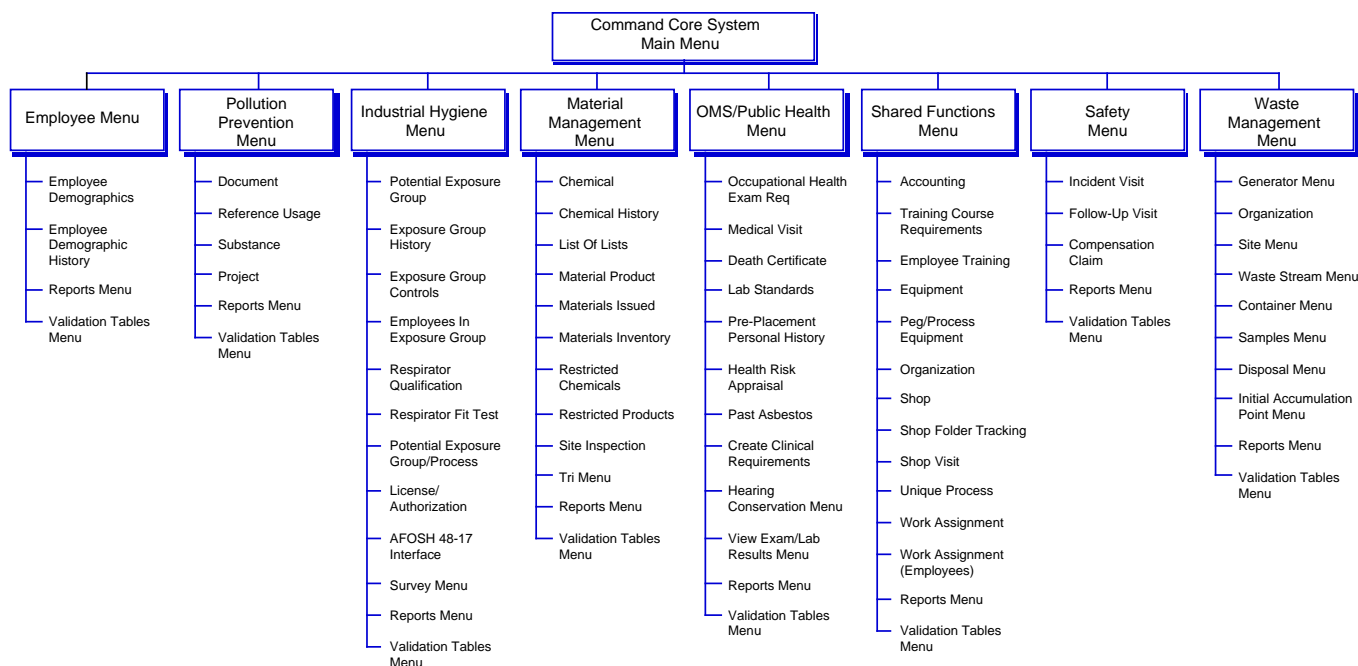 Command Core System
Main Menu
Employee Menu
Pollution
Prevention
Menu
Industrial Hygiene
Menu
Material
Management
Menu
OMS/Public Health
Menu
Shared Functions
Menu
Safety
Menu
Waste
Management
Menu
Employee
Demographics
Employee
Demographic
History
Reports Menu
Validation Tables
Menu
Document
Reference Usage
Substance
Project
Reports Menu
Validation Tables
Menu
Potential Exposure
Group
Exposure Group
History
Exposure Group
Controls
Employees In
Exposure Group
Respirator
Qualification
Respirator Fit Test
Potential Exposure
Group/Process
License/
Authorization
AFOSH 48-17
Interface
Survey Menu
Reports Menu
Validation Tables
Menu
Chemical
Chemical History
List Of Lists
Material Product
Materials Issued
Materials Inventory
Restricted
Chemicals
Restricted Products
Site Inspection
Tri Menu
Reports Menu
Validation Tables
Menu
Occupational Health
Exam Req
Medical Visit
Death Certificate
Lab Standards
Pre-Placement
Personal History
Health Risk
Appraisal
Past Asbestos
Create Clinical
Requirements
Hearing
Conservation Menu
View Exam/Lab
Results Menu
Reports Menu
Validation Tables
Menu
Accounting
Training Course
Requirements
Employee Training
Equipment
Peg/Process
Equipment
Organization
Shop
Shop Folder Tracking
Shop Visit
Unique Process
Work Assignment
Work Assignment
(Employees)
Reports Menu
Validation Tables
Menu
Incident Visit
Follow-Up Visit
Compensation
Claim
Reports Menu
Validation Tables
Menu
Generator Menu
Organization
Site Menu
Waste Stream Menu
Container Menu
Samples Menu
Disposal Menu
Initial Accumulation
Point Menu
Reports Menu
Validation Tables
Menu